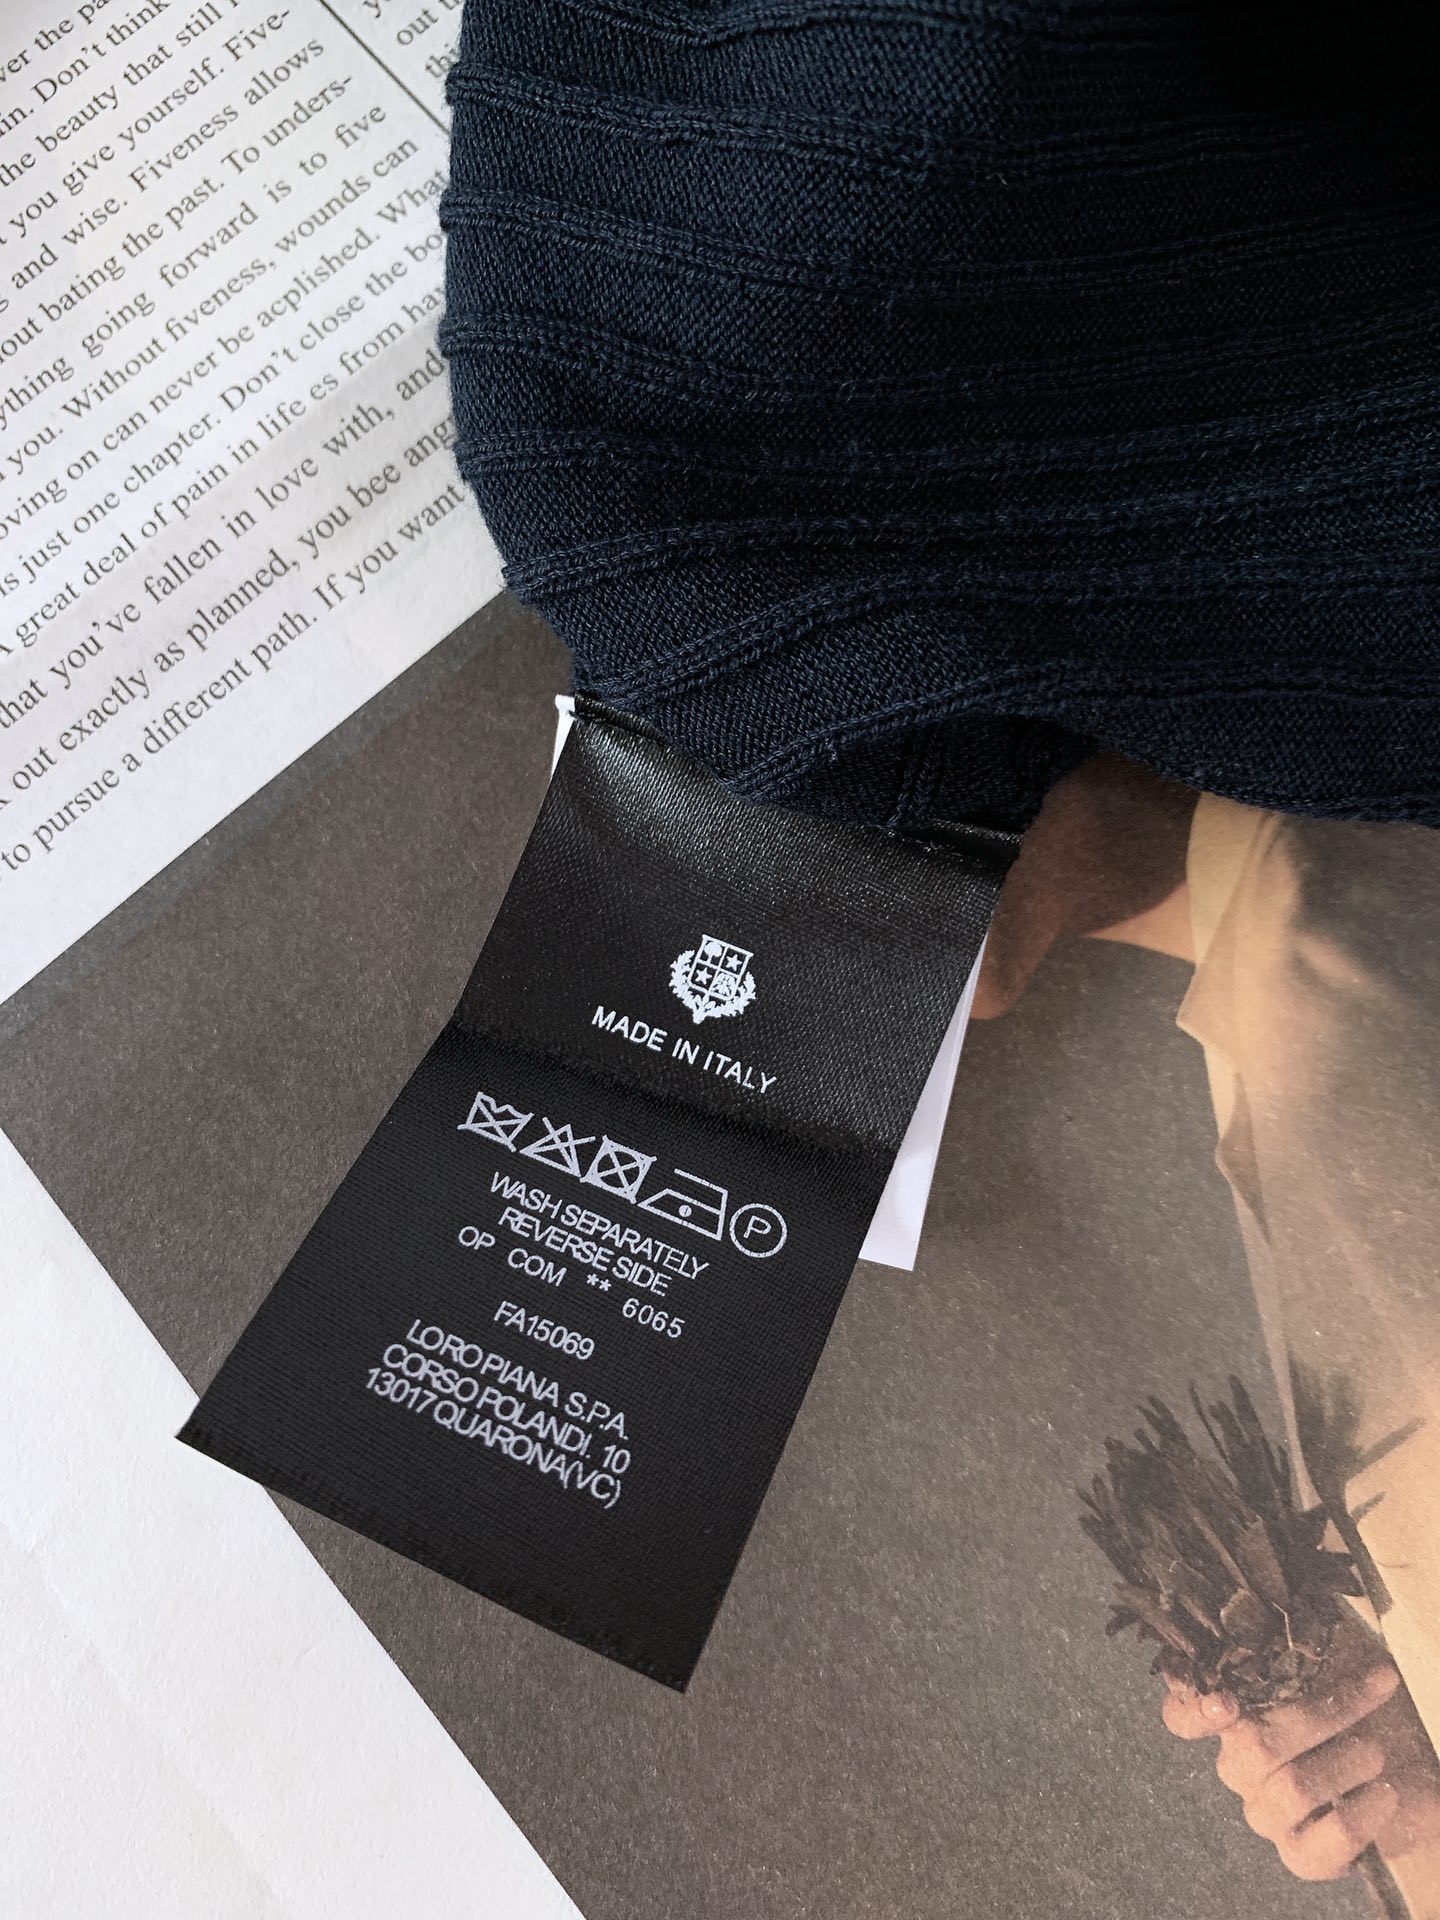 ver the pa
in. Don't think
the beauty that still
you give yourself. Five-
and wise. Fiveness allows
out bating the past. To unders-
ything going forward is to five
you. Without fiveness, wounds can
oving on can never be acplished. What
is just one chapter. Don't close the bo
A great deal of pain in life es from ha
that you've fallen in love with, and
out exactly as planned, you bee ang
to pursue a different path. If you want
out t
thi
MADE IN ITALY
P
WASH SEPARATELY
REVERSE SIDE
OP COM ** 6065
FA15069
LORO PIANA S.P.A.
CORSO POLANDI. 10
13017 QUARONA(VC)